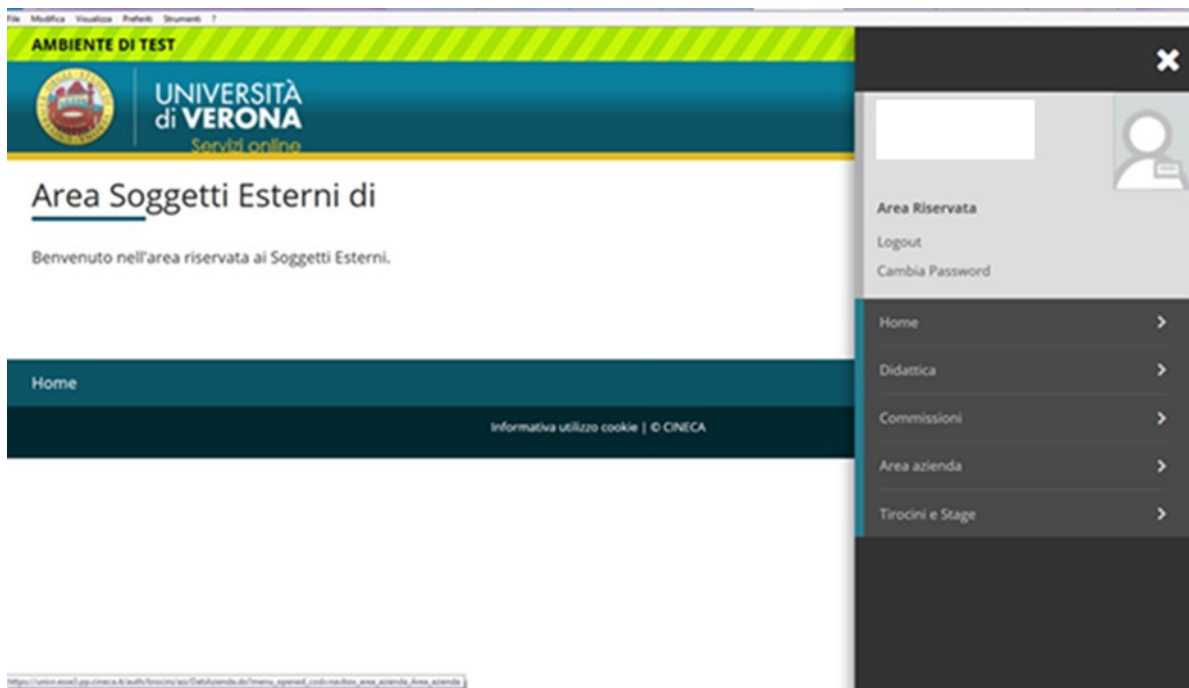 File Modifica Visualizza Preferiti Strumenti ?
AMBIENTE DI TEST
UNIVERSITÀ
di VERONA
Servizi online
Area Soggetti Esterni di
Benvenuto nell'area riservata ai Soggetti Esterni.
Home
Informativa utilizzo cookie | © CINECA
Area Riservata
Logout
Cambia Password
Home
Didattica
Commissioni
Area azienda
Tirocini e Stage